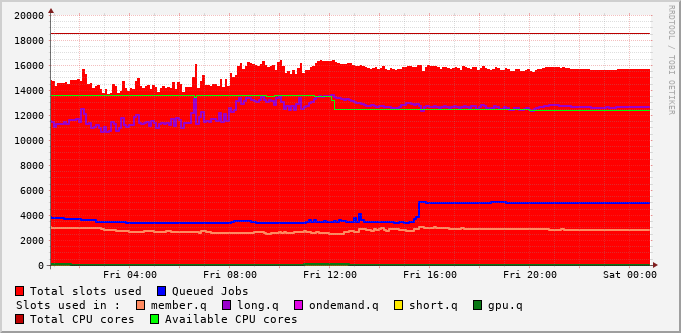 20000
18000
16000
14000
12000
10000
8000
6000
4000
2000
0
Fri 04:00 Fri 08:00 Fri 12:00 Fri 16:00 Fri 20:00 Sat 00:00
RRDTOOL / TOBI OETIKER
Total slots used Queued Jobs
Slots used in : member.q long.q ondemand.q short.q gpu.q
Total CPU cores Available CPU cores